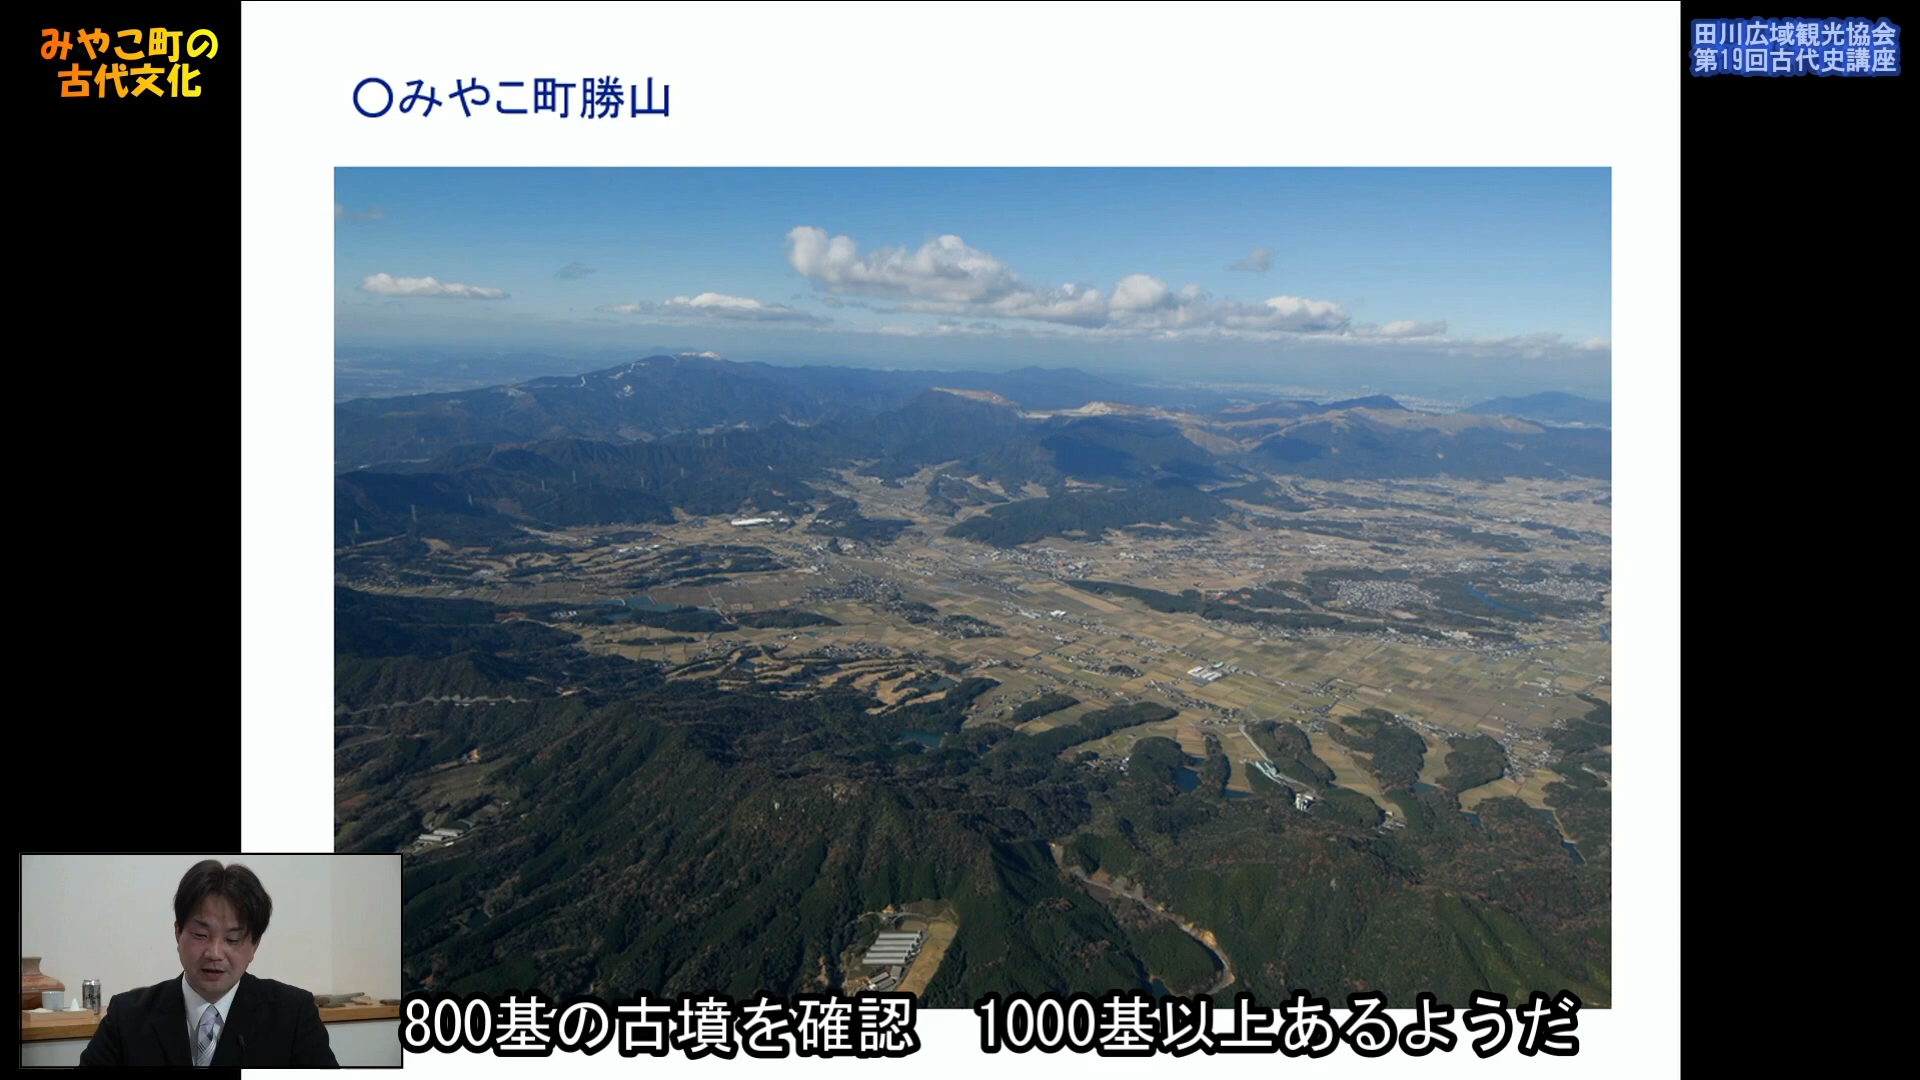 みやこ町の
古代文化
田川広域観光協会
第19回古代史講座
〇みやこ町勝山
800基の古墳を確認　1000基以上あるようだ